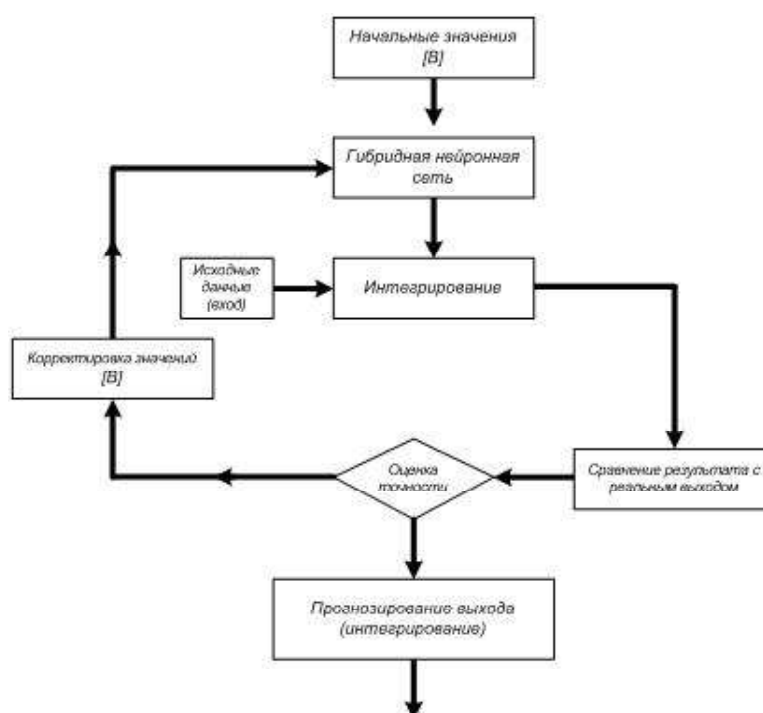 Начальные значения
[B]
Гибридная нейронная
сеть
Исходные
данные
(вход)
Интегрирование
Корректировка значений
[B]
Оценка
точности
Сравнение результата с
реальным выходом
Прогнозирование выхода
(интегрирование)